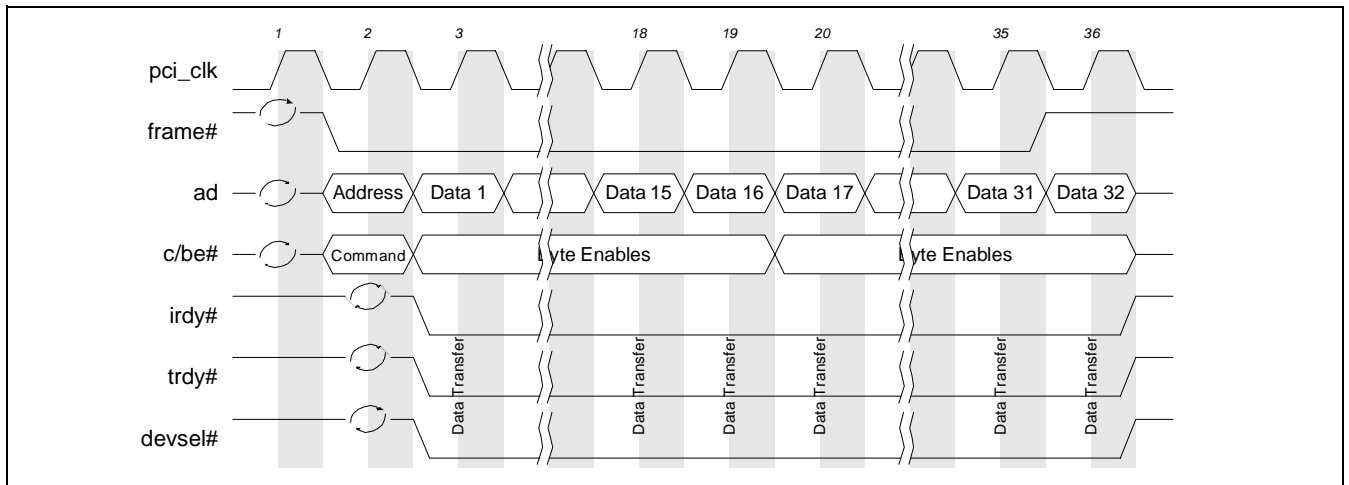 1 2 3 18 19 20 35 36
pci_clk
frame#
ad Address Data 1 Data 15 Data 16 Data 17 Data 31 Data 32
c/be# Command yte Enables yte Enables
irdy#
trdy#
Data Transfer Data Transfer Data Transfer Data Transfer Data Transfer Data Transfer
devsel#